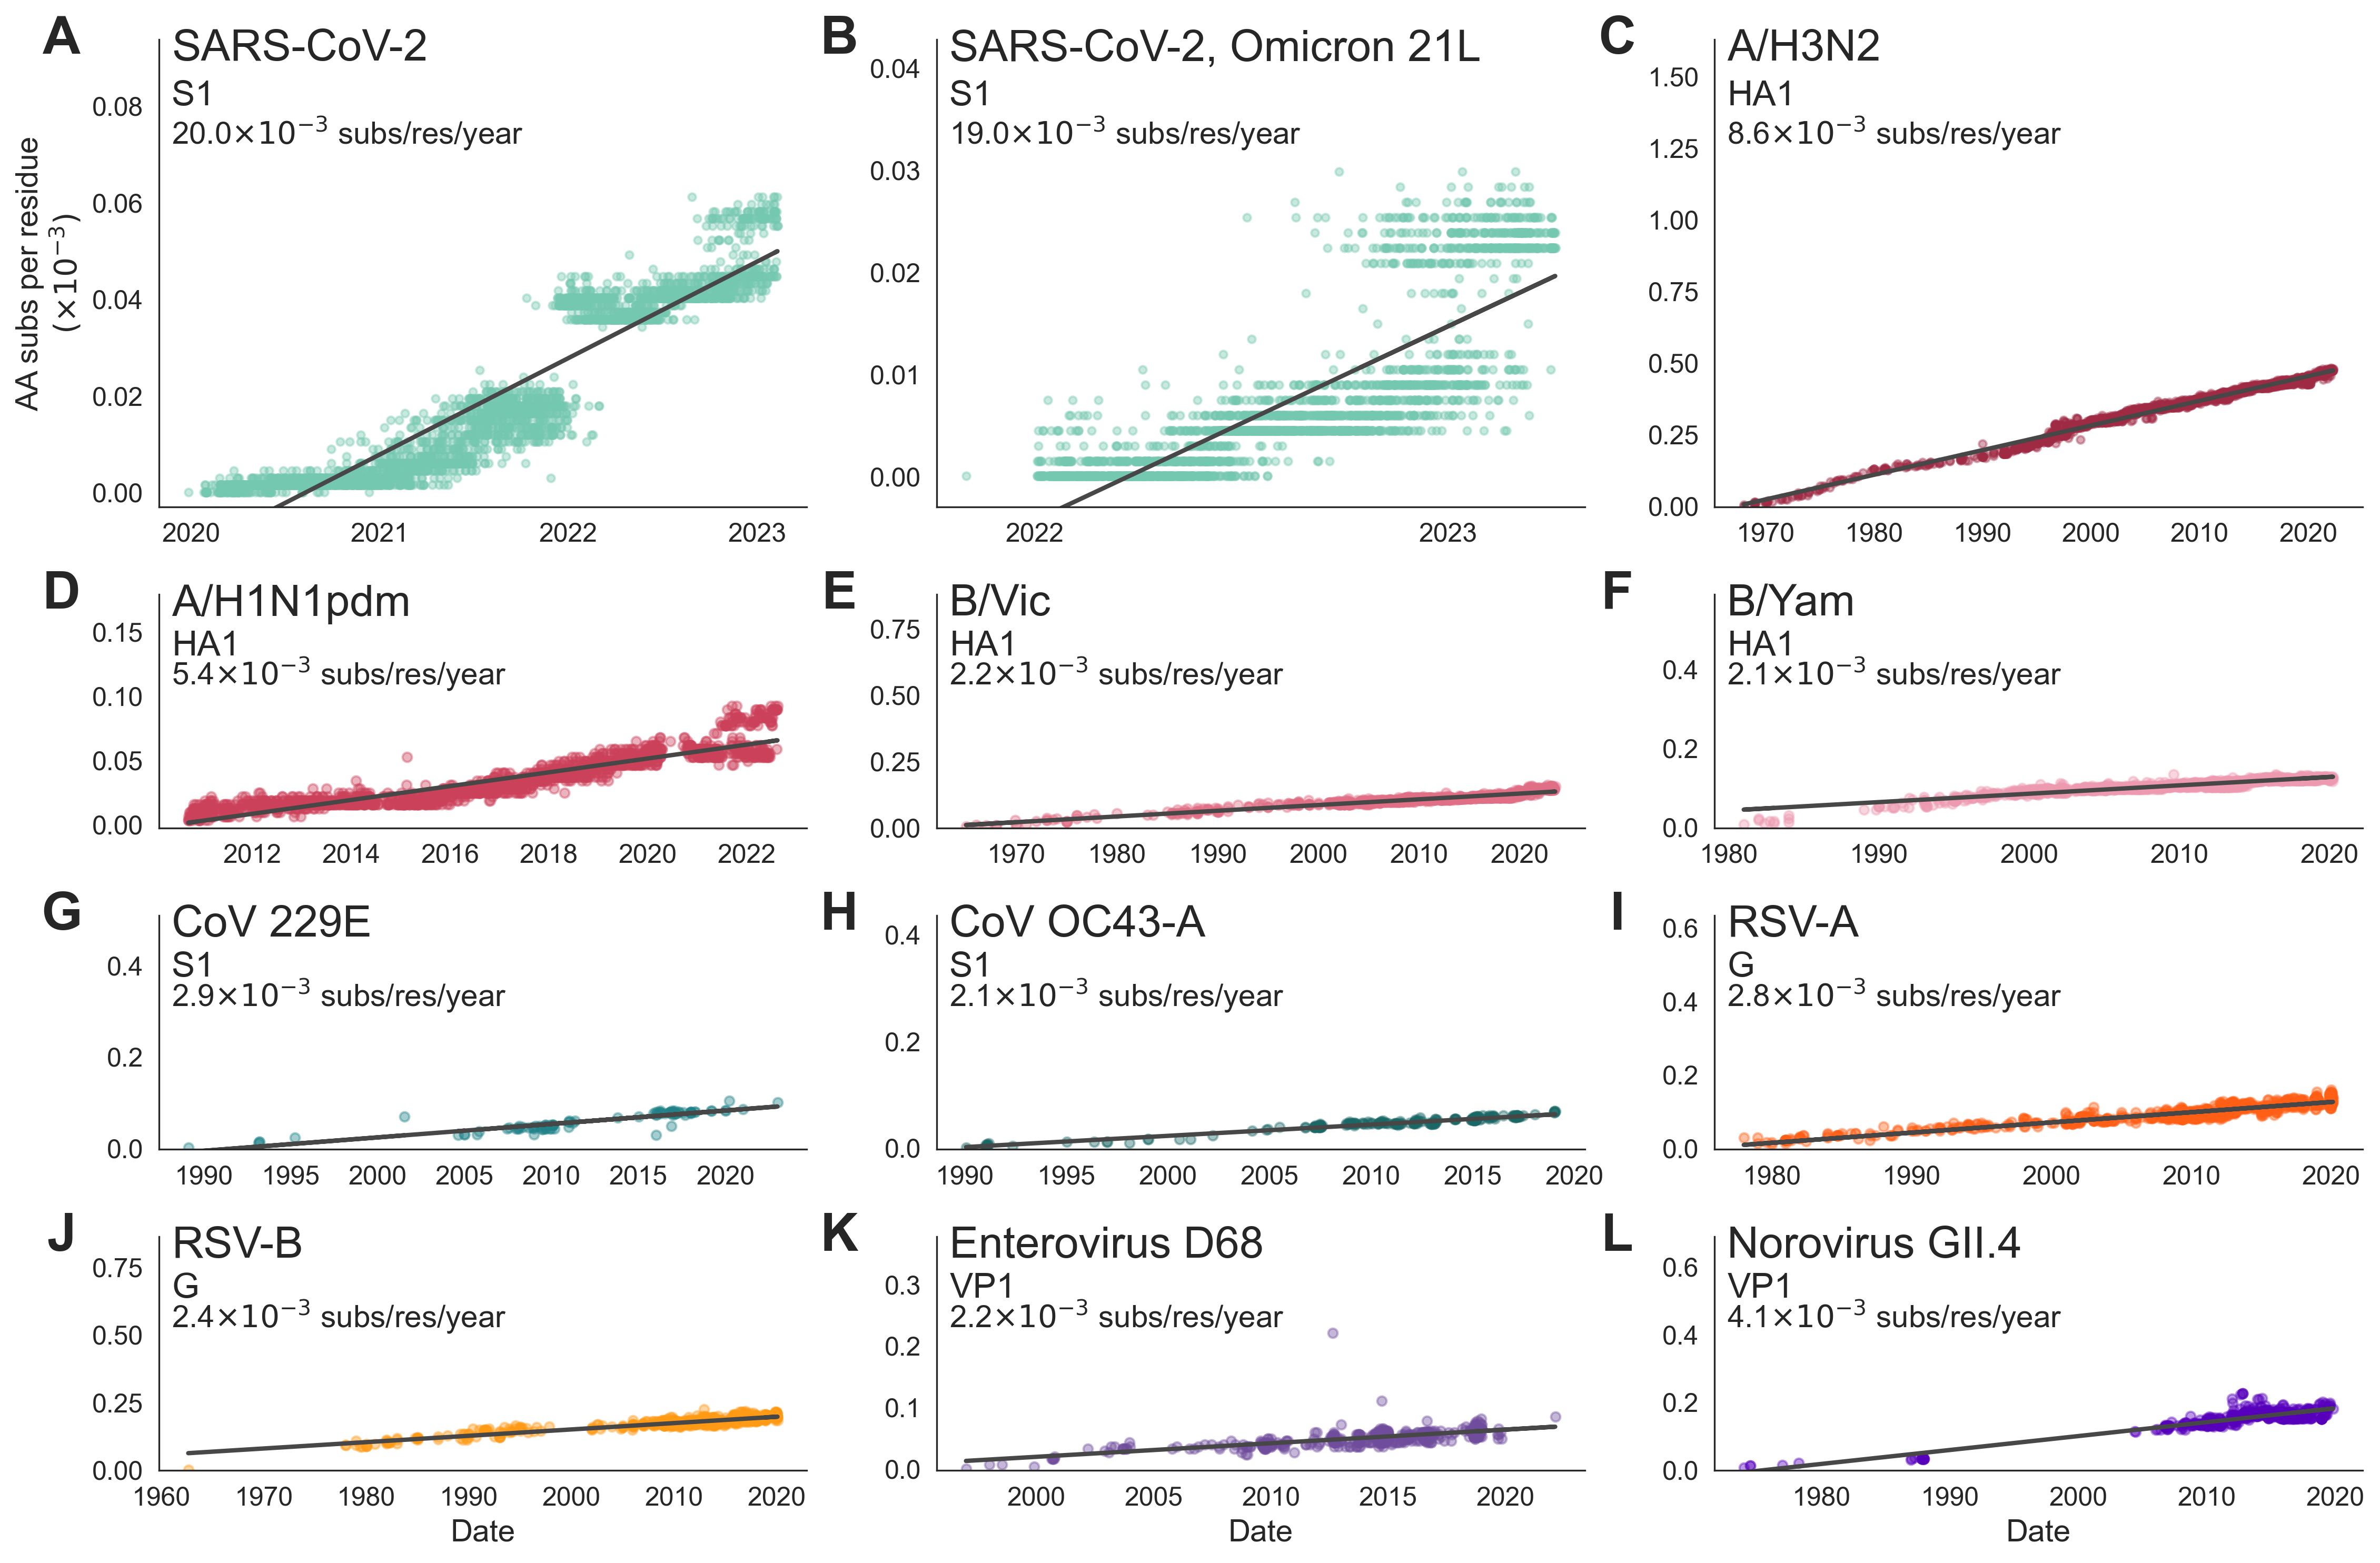 A
SARS-CoV-2
S1
20.0×10⁻³ subs/res/year
AA subs per residue
(×10⁻³)
0.08
0.06
0.04
0.02
0.00
2020 2021 2022 2023
B
SARS-CoV-2, Omicron 21L
S1
19.0×10⁻³ subs/res/year
0.04
0.03
0.02
0.01
0.00
2022 2023
C
A/H3N2
HA1
8.6×10⁻³ subs/res/year
1.50
1.25
1.00
0.75
0.50
0.25
0.00
1970 1980 1990 2000 2010 2020
D
A/H1N1pdm
HA1
5.4×10⁻³ subs/res/year
0.15
0.10
0.05
0.00
2012 2014 2016 2018 2020 2022
E
B/Vic
HA1
2.2×10⁻³ subs/res/year
0.75
0.50
0.25
0.00
1970 1980 1990 2000 2010 2020
F
B/Yam
HA1
2.1×10⁻³ subs/res/year
0.4
0.2
0.0
1980 1990 2000 2010 2020
G
CoV 229E
S1
2.9×10⁻³ subs/res/year
0.4
0.2
0.0
1990 1995 2000 2005 2010 2015 2020
H
CoV OC43-A
S1
2.1×10⁻³ subs/res/year
0.4
0.2
0.0
1990 1995 2000 2005 2010 2015 2020
I
RSV-A
G
2.8×10⁻³ subs/res/year
0.6
0.4
0.2
0.0
1980 1990 2000 2010 2020
J
RSV-B
G
2.4×10⁻³ subs/res/year
0.75
0.50
0.25
0.00
1960 1970 1980 1990 2000 2010 2020
Date
K
Enterovirus D68
VP1
2.2×10⁻³ subs/res/year
0.3
0.2
0.1
0.0
2000 2005 2010 2015 2020
Date
L
Norovirus GII.4
VP1
4.1×10⁻³ subs/res/year
0.6
0.4
0.2
0.0
1980 1990 2000 2010 2020
Date